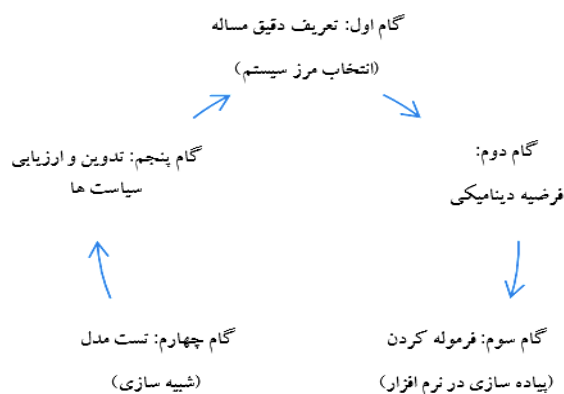 گام اول: تعریف دقیق مساله
(انتخاب مرز سیستم)
گام دوم:
فرضیه دینامیکی
گام سوم: فرموله کردن
(پیاده سازی در نرم افزار)
گام چهارم: تست مدل
(شبیه سازی)
گام پنجم: تدوین و ارزیابی
سیاست ها